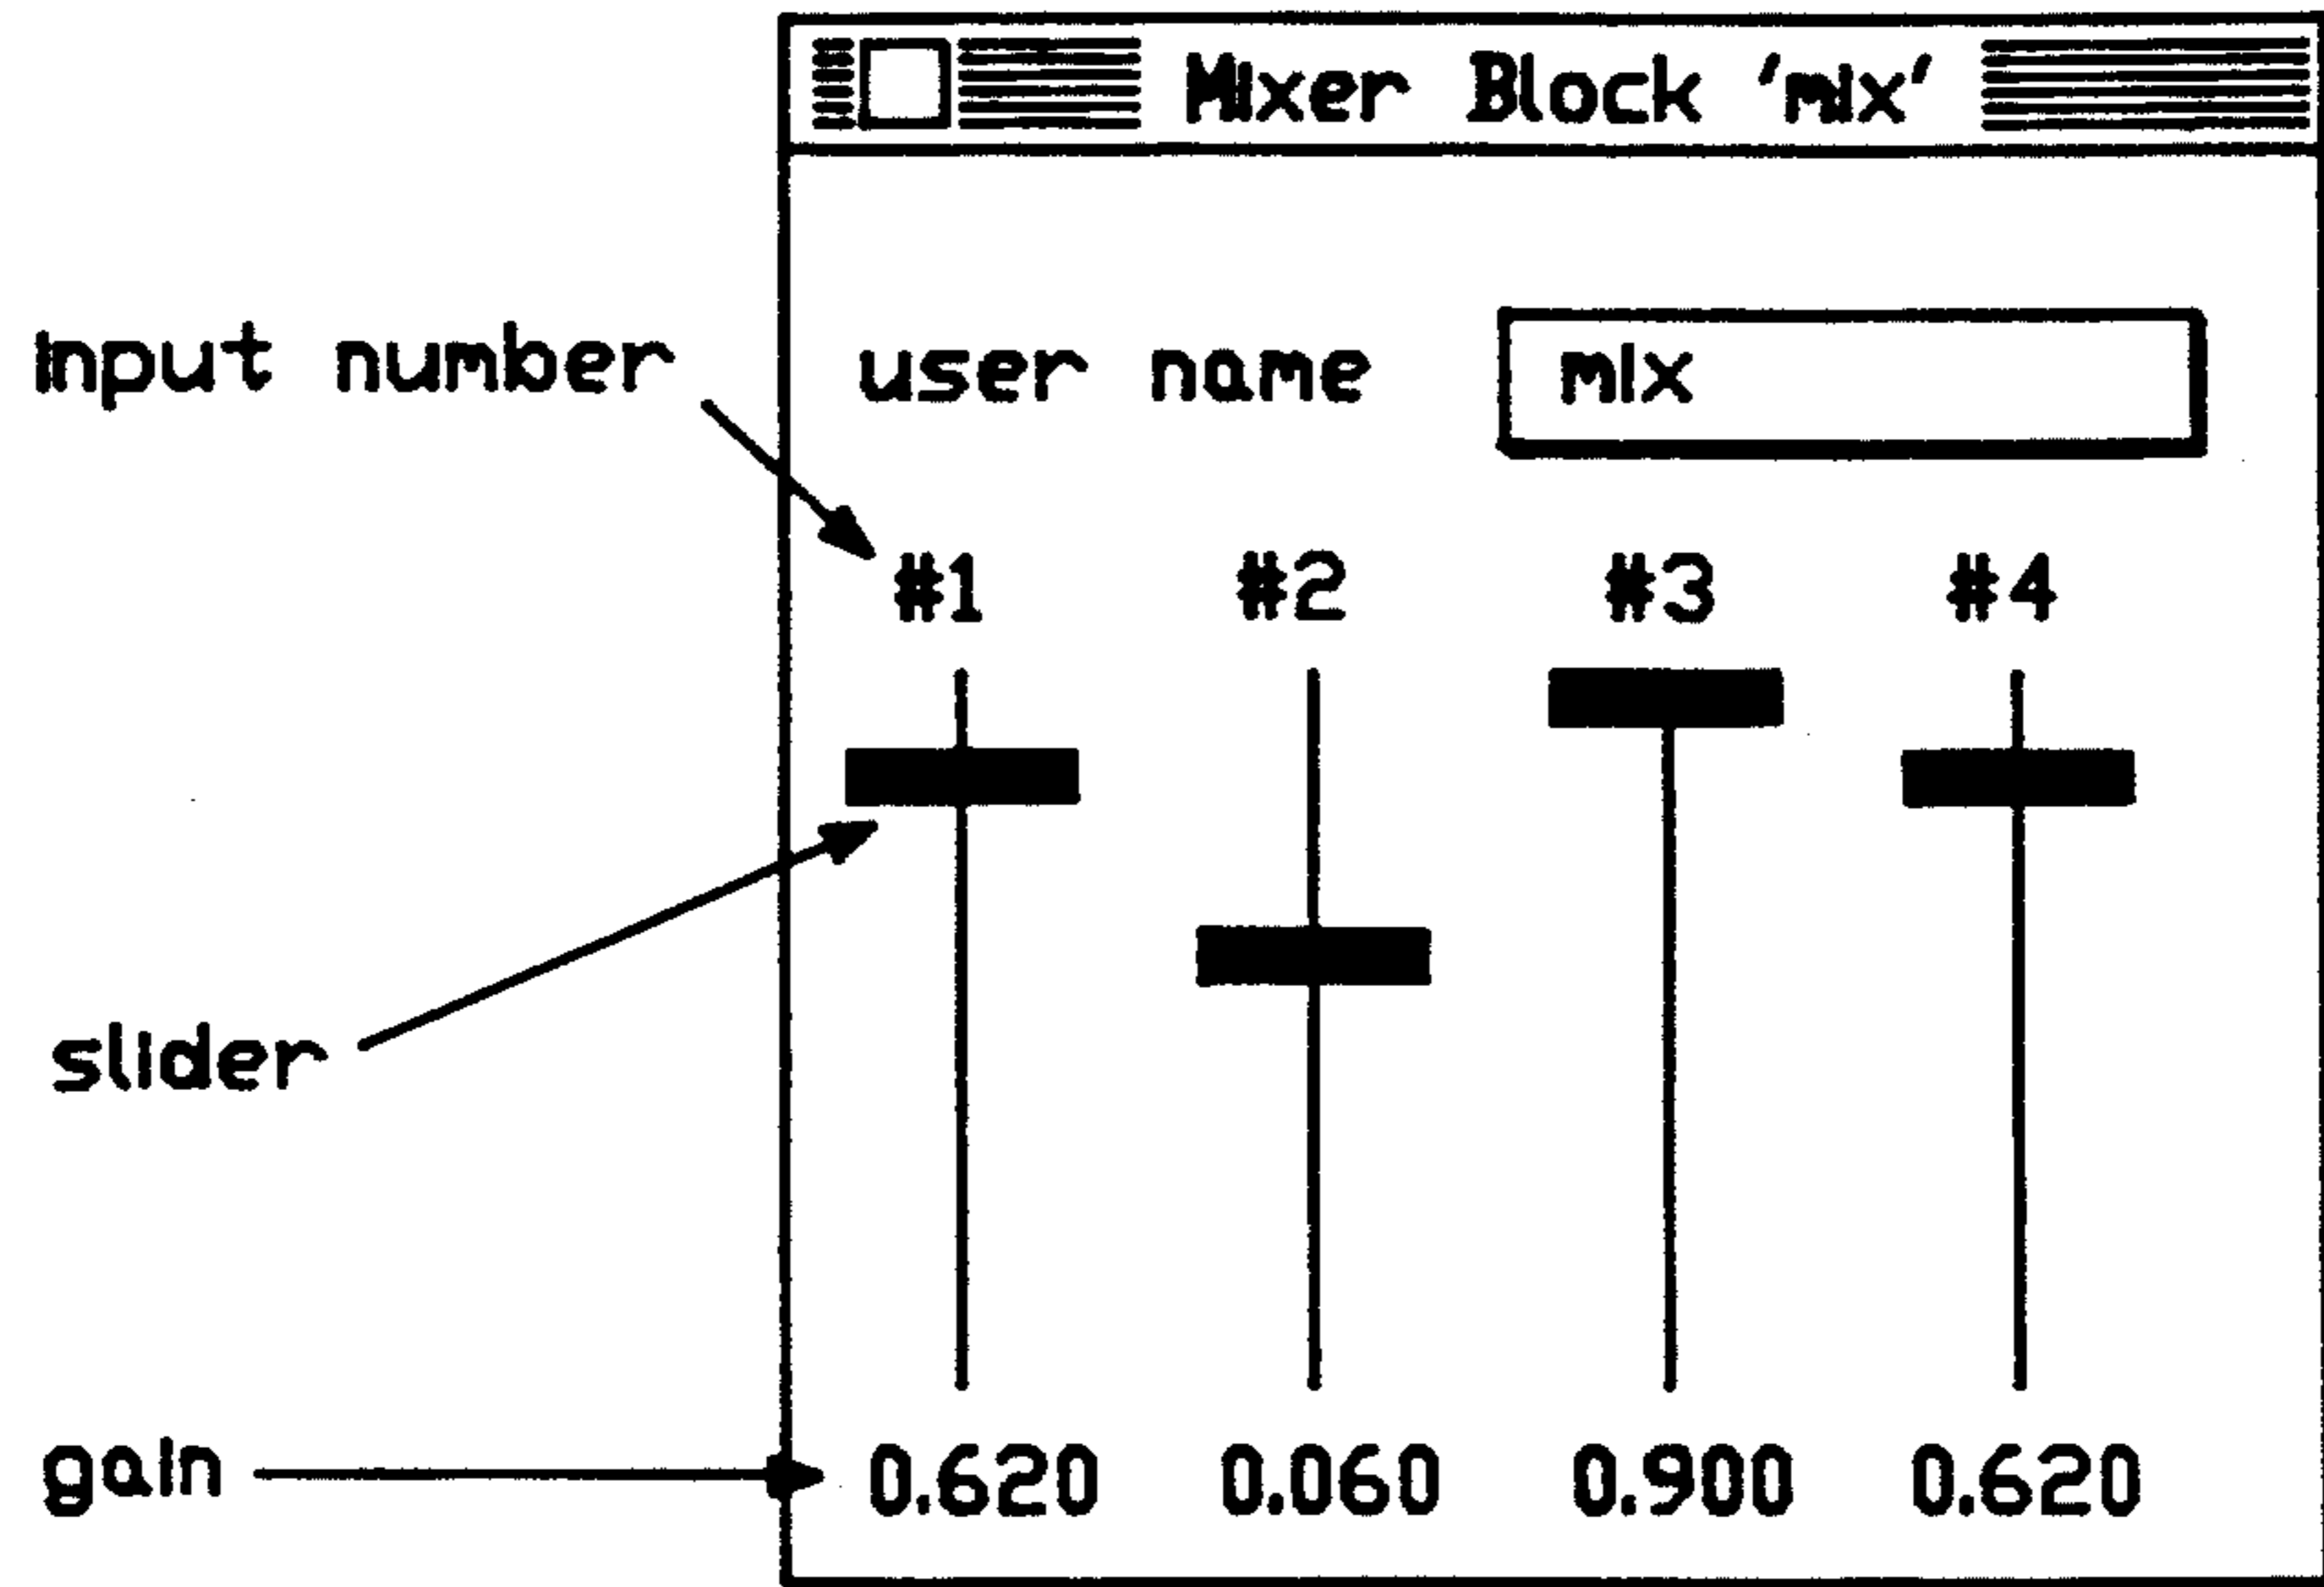 Mixer Block 'mix'
input number
user name mix
#1 #2 #3 #4
slider
gain 0.620 0.060 0.900 0.620